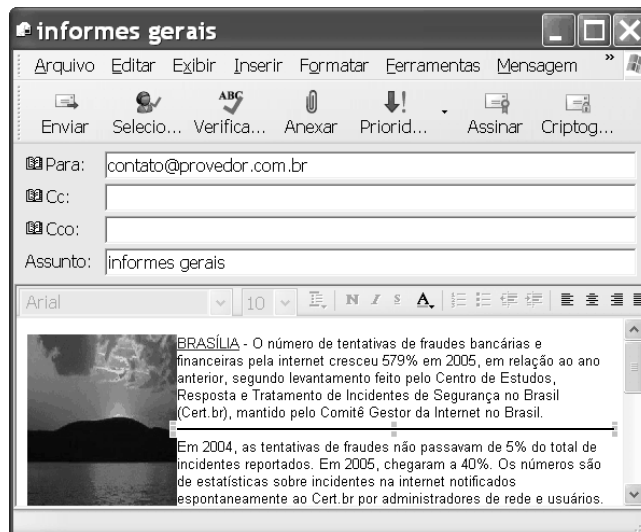 informes gerais
Arquivo Editar Exibir Inserir Formatar Ferramentas Mensagem »
Enviar Selecio... Verifica... Anexar Priorid... Assinar Criptog...
Para: contato@provedor.com.br
Cc:
Cco:
Assunto: informes gerais
Arial 10 N I S A
BRASÍLIA - O número de tentativas de fraudes bancárias e
financeiras pela internet cresceu 579% em 2005, em relação ao ano
anterior, segundo levantamento feito pelo Centro de Estudos,
Resposta e Tratamento de Incidentes de Segurança no Brasil
(Cert.br), mantido pelo Comitê Gestor da Internet no Brasil.
Em 2004, as tentativas de fraudes não passavam de 5% do total de
incidentes reportados. Em 2005, chegaram a 40%. Os números são
de estatísticas sobre incidentes na internet notificados
espontaneamente ao Cert.br por administradores de rede e usuários.